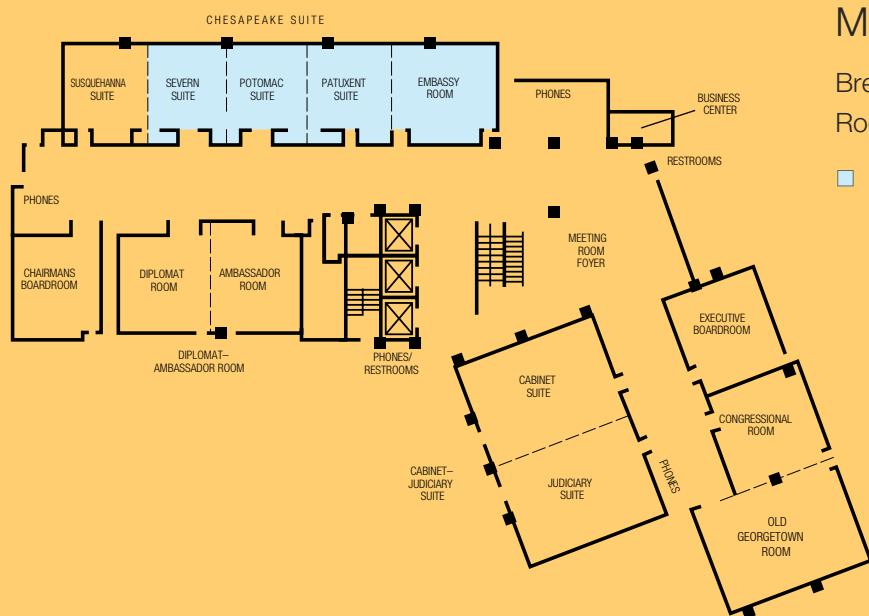 CHESAPEAKE SUITE
M
Bre
Roo
SUSQUEHANNA
SUITE
SEVERN
SUITE
POTOMAC
SUITE
PATUXENT
SUITE
EMBASSY
ROOM
PHONES
BUSINESS
CENTER
RESTROOMS
PHONES
CHAIRMANS
BOARDROOM
DIPLOMAT
ROOM
AMBASSADOR
ROOM
MEETING
ROOM
FOYER
DIPLOMAT–
AMBASSADOR ROOM
PHONES/
RESTROOMS
EXECUTIVE
BOARDROOM
CABINET
SUITE
CONGRESSIONAL
ROOM
CABINET–
JUDICIARY
SUITE
JUDICIARY
SUITE
PHONES
OLD
GEORGETOWN
ROOM